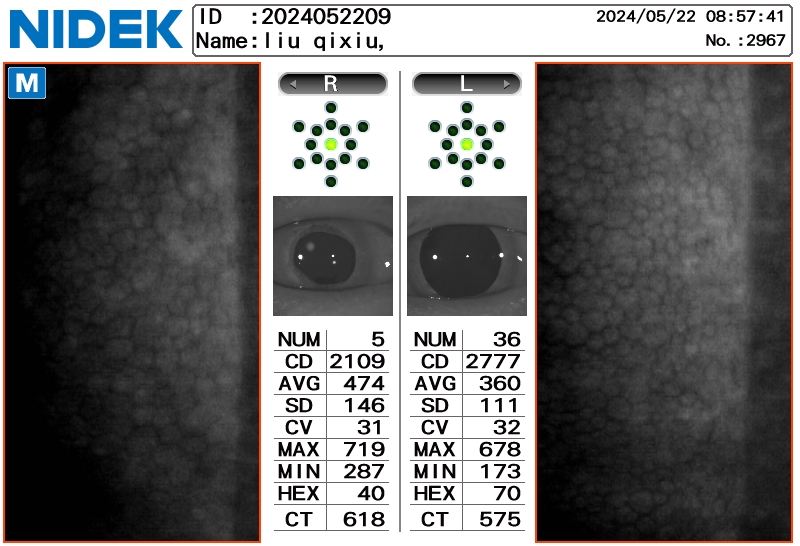 NIDEK
ID :2024052209
2024/05/22 08:57:41
Name:liu qixiu,
No. :2967
M
R
L
NUM 5
CD 2109
AVG 474
SD 146
CV 31
MAX 719
MIN 287
HEX 40
CT 618
NUM 36
CD 2777
AVG 360
SD 111
CV 32
MAX 678
MIN 173
HEX 70
CT 575